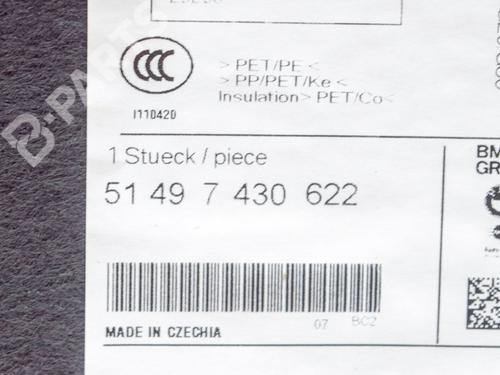 > PET/PE <
> PP/PET/Ke <
Insulation> PET/Co<
CCC
I110420
B-PARTS
1 Stueck / piece
51 49 7 430 622
BM
GR
07 BC2
MADE IN CZECHIA